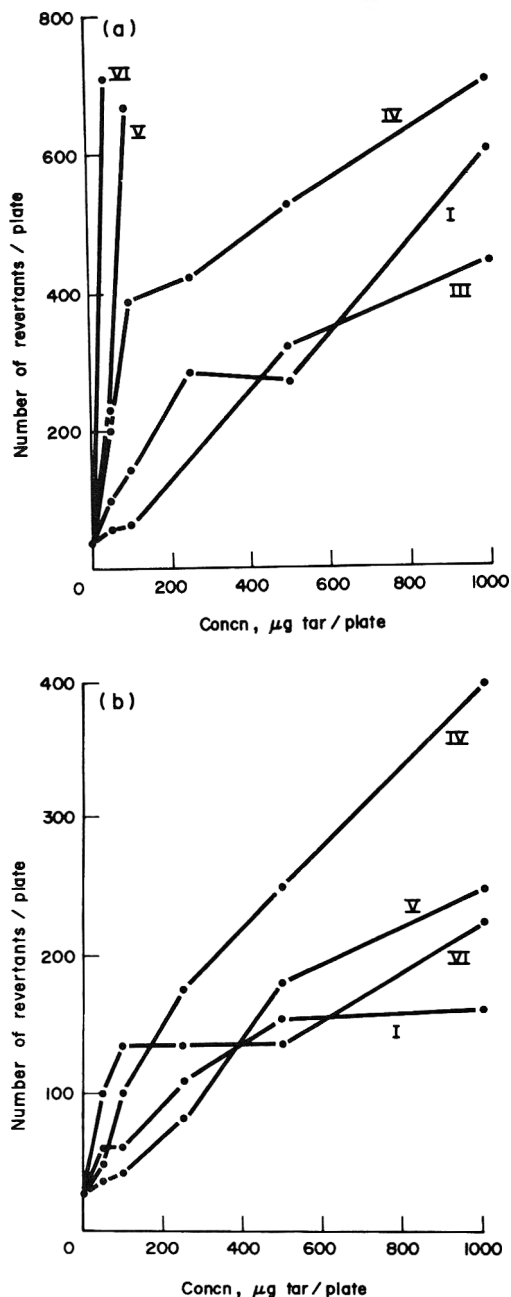 (a)
800
600
400
200
0
200
400
600
800
1000
Number of revertants / plate
Concn, μg tar/plate
VI
V
IV
I
III
(b)
400
300
200
100
0
200
400
600
800
1000
Number of revertants / plate
Concn, μg tar/plate
IV
V
VI
I